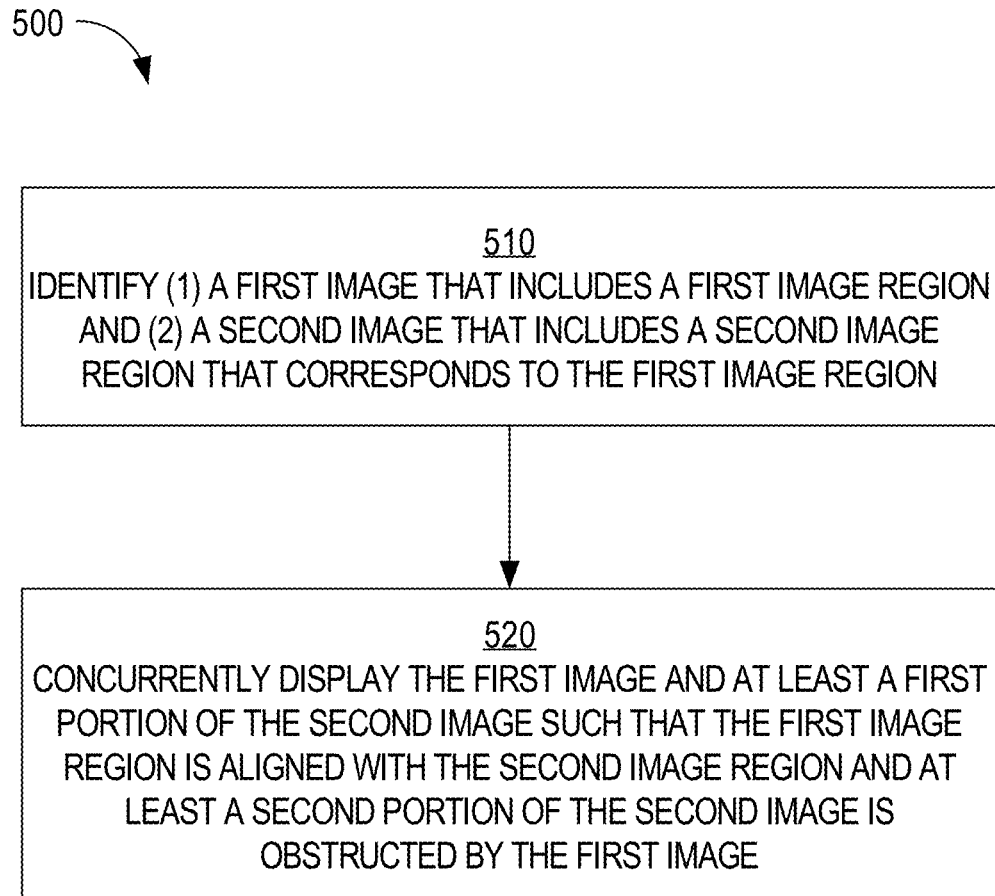 500
510
IDENTIFY (1) A FIRST IMAGE THAT INCLUDES A FIRST IMAGE REGION
AND (2) A SECOND IMAGE THAT INCLUDES A SECOND IMAGE
REGION THAT CORRESPONDS TO THE FIRST IMAGE REGION
520
CONCURRENTLY DISPLAY THE FIRST IMAGE AND AT LEAST A FIRST
PORTION OF THE SECOND IMAGE SUCH THAT THE FIRST IMAGE
REGION IS ALIGNED WITH THE SECOND IMAGE REGION AND AT
LEAST A SECOND PORTION OF THE SECOND IMAGE IS
OBSTRUCTED BY THE FIRST IMAGE